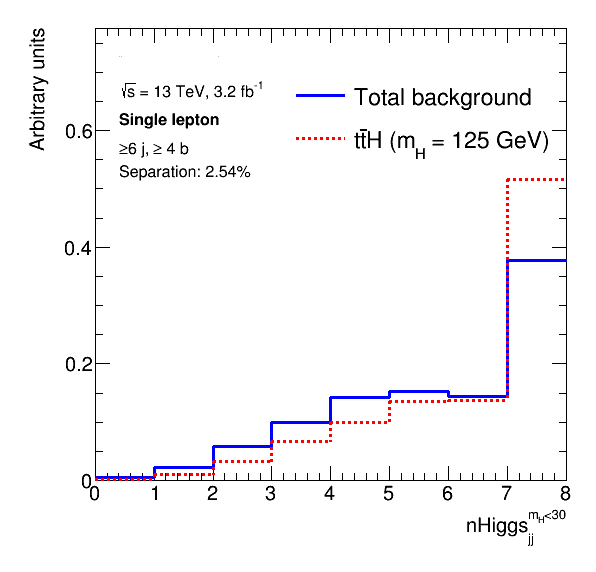 Arbitrary units
√s = 13 TeV, 3.2 fb⁻¹
Single lepton
≥6 j, ≥ 4 b
Separation: 2.54%
Total background
tt̄H (m_H = 125 GeV)
0.6
0.4
0.2
0
0 1 2 3 4 5 6 7 8
nHiggs_jj^{m_H<30}